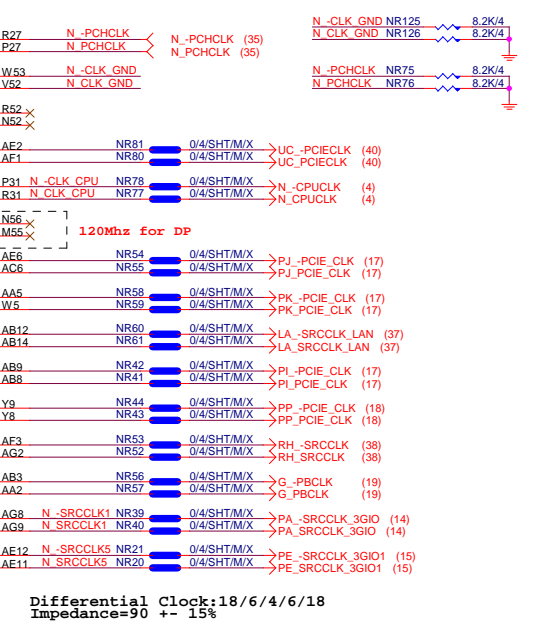 N_-CLK_GND NR125 8.2K/4
N_CLK_GND NR126 8.2K/4
R27 N_-PCHCLK N_-PCHCLK (35)
P27 N_PCHCLK N_PCHCLK (35)
W53 N_-CLK_GND N_-PCHCLK NR75 8.2K/4
V52 N_CLK_GND N_PCHCLK NR76 8.2K/4
R52
N52
AE2 NR81 0/4/SHT/M/X UC_-PCIECLK (40)
AF1 NR80 0/4/SHT/M/X UC_PCIECLK (40)
P31 N_-CLK_CPU NR78 0/4/SHT/M/X N_-CPUCLK (4)
R31 N_CLK_CPU NR77 0/4/SHT/M/X N_CPUCLK (4)
N56
M55 120Mhz for DP
AE6 NR54 0/4/SHT/M/X PJ_-PCIE_CLK (17)
AC6 NR55 0/4/SHT/M/X PJ_PCIE_CLK (17)
AA5 NR58 0/4/SHT/M/X PK_-PCIE_CLK (17)
W5 NR59 0/4/SHT/M/X PK_PCIE_CLK (17)
AB12 NR60 0/4/SHT/M/X LA_-SRCCLK_LAN (37)
AB14 NR61 0/4/SHT/M/X LA_SRCCLK_LAN (37)
AB9 NR42 0/4/SHT/M/X PI_-PCIE_CLK (17)
AB8 NR41 0/4/SHT/M/X PI_PCIE_CLK (17)
Y9 NR44 0/4/SHT/M/X PP_-PCIE_CLK (18)
Y8 NR43 0/4/SHT/M/X PP_PCIE_CLK (18)
AF3 NR53 0/4/SHT/M/X RH_-SRCCLK (38)
AG2 NR52 0/4/SHT/M/X RH_SRCCLK (38)
AB3 NR56 0/4/SHT/M/X G_-PBCLK (19)
AA2 NR57 0/4/SHT/M/X G_PBCLK (19)
AG8 N_-SRCCLK1 NR39 0/4/SHT/M/X PA_-SRCCLK_3GIO (14)
AG9 N_SRCCLK1 NR40 0/4/SHT/M/X PA_SRCCLK_3GIO (14)
AE12 N_-SRCCLK5 NR21 0/4/SHT/M/X PE_-SRCCLK_3GIO1 (15)
AE11 N_SRCCLK5 NR20 0/4/SHT/M/X PE_SRCCLK_3GIO1 (15)
Differential Clock:18/6/4/6/18
Impedance=90 +- 15%